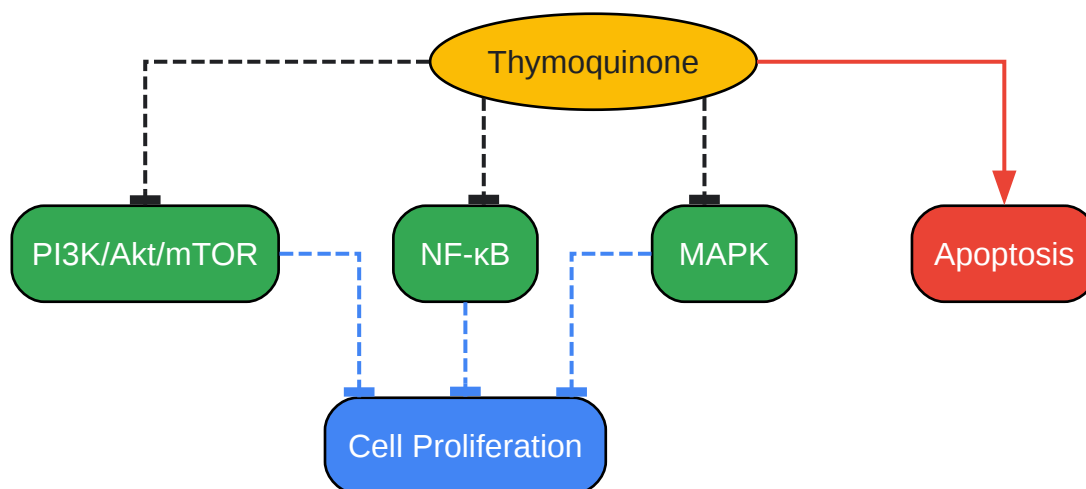 Thymoquinone
PI3K/Akt/mTOR
NF-κB
MAPK
Apoptosis
Cell Proliferation